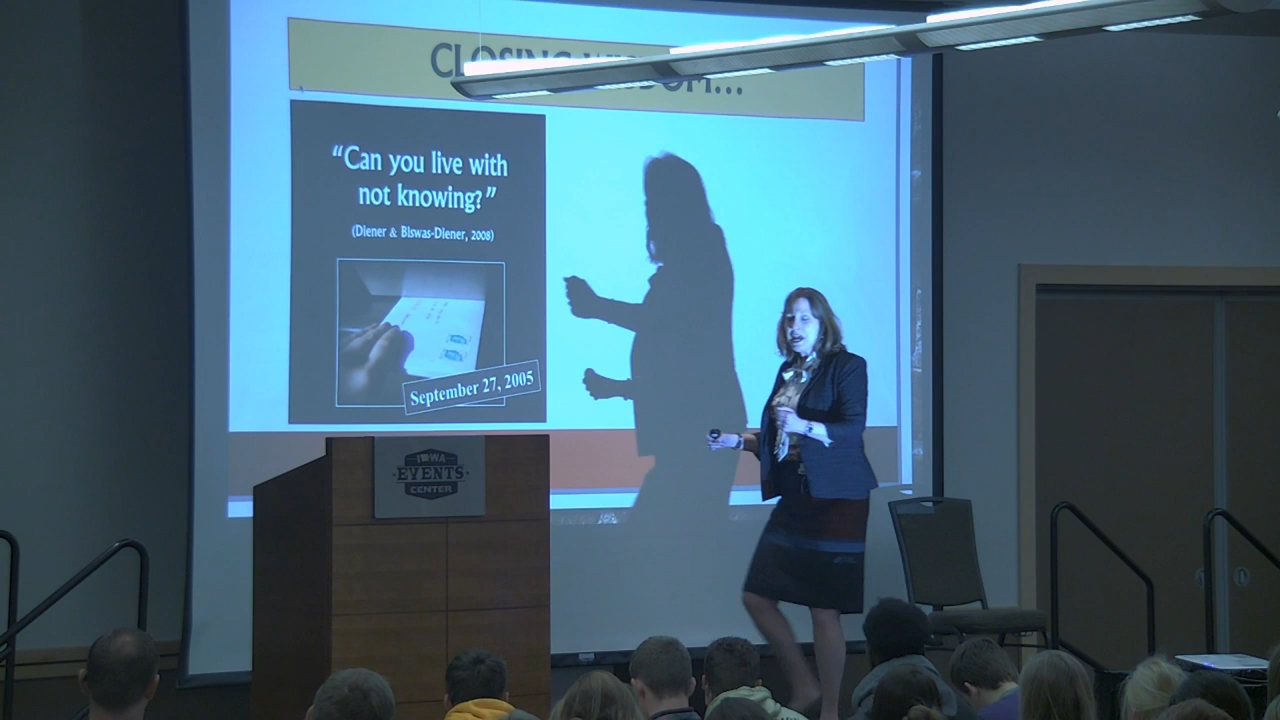 “Can you live with
not knowing?”
(Diener & Biswas-Diener, 2008)
September 27, 2005
IOWA
EVENTS
CENTER